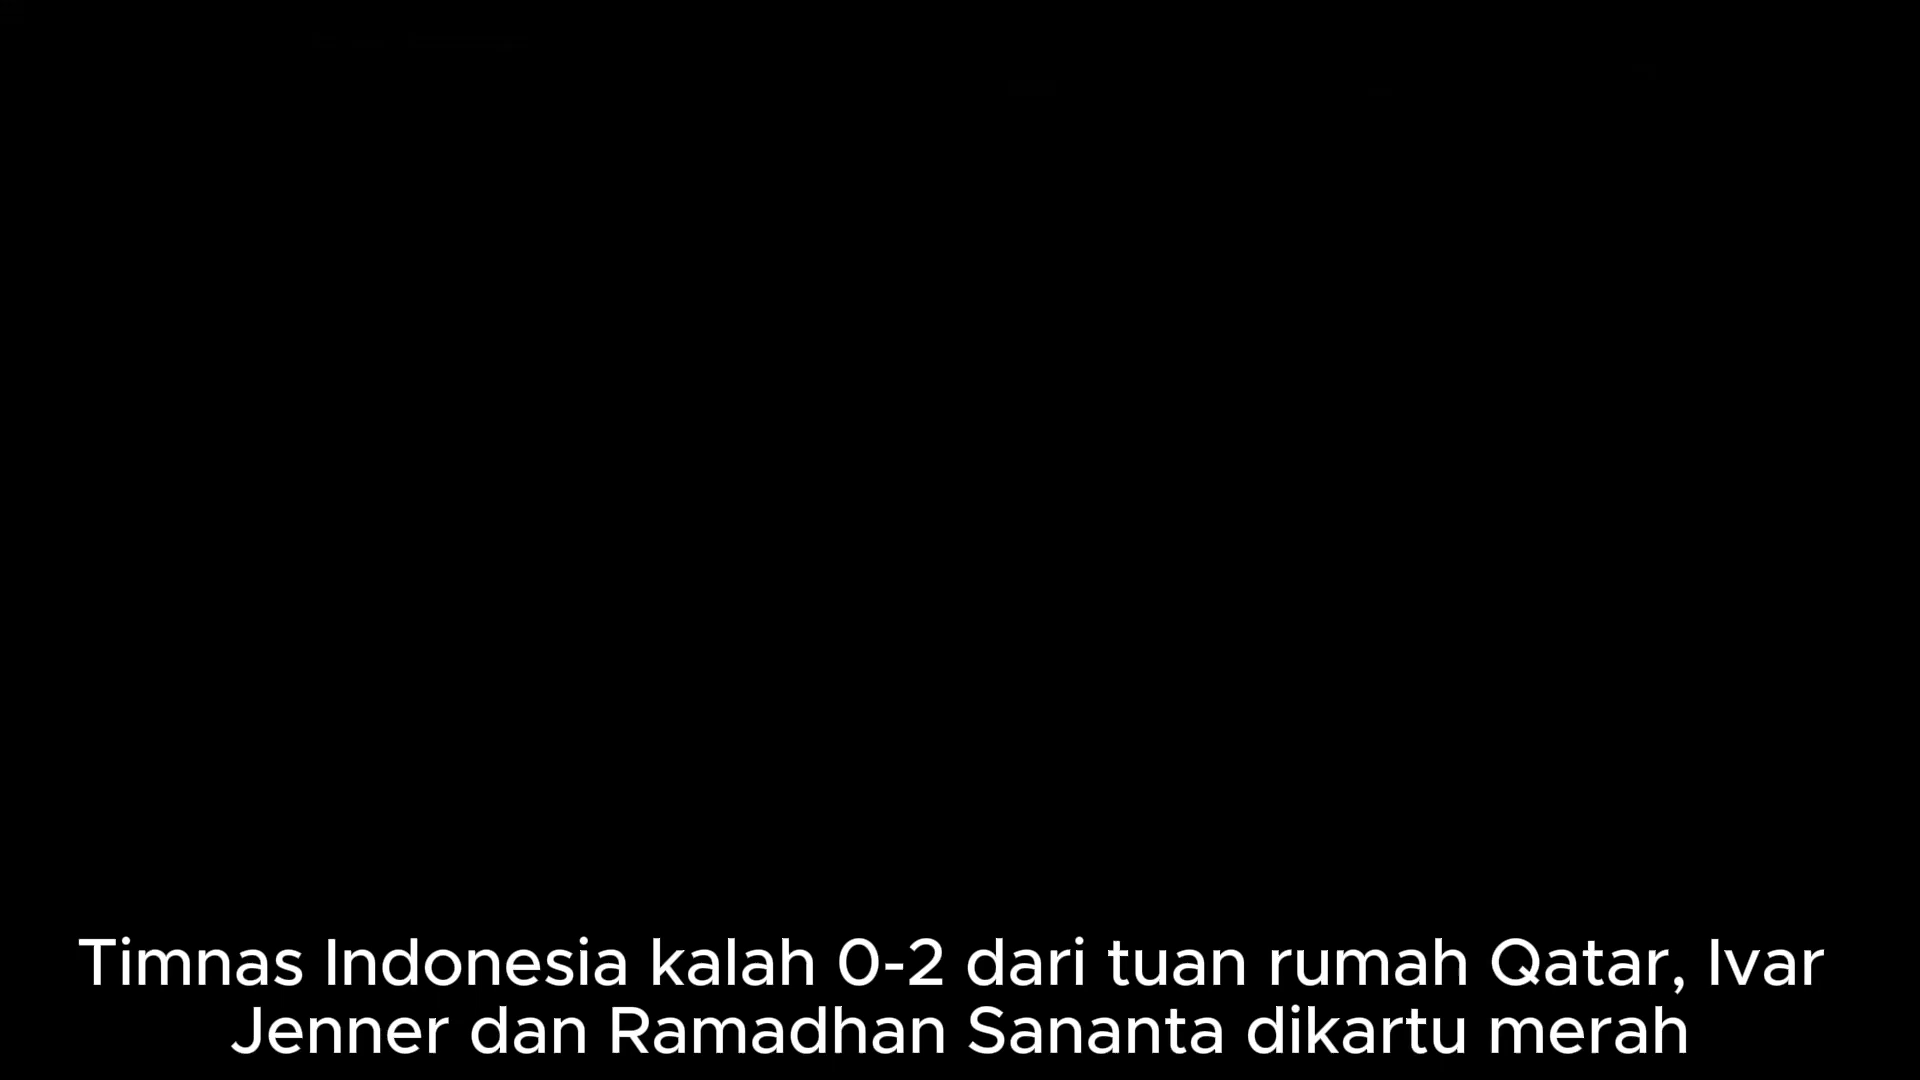 Timnas Indonesia kalah 0-2 dari tuan rumah Qatar, Ivar
Jenner dan Ramadhan Sananta dikartu merah